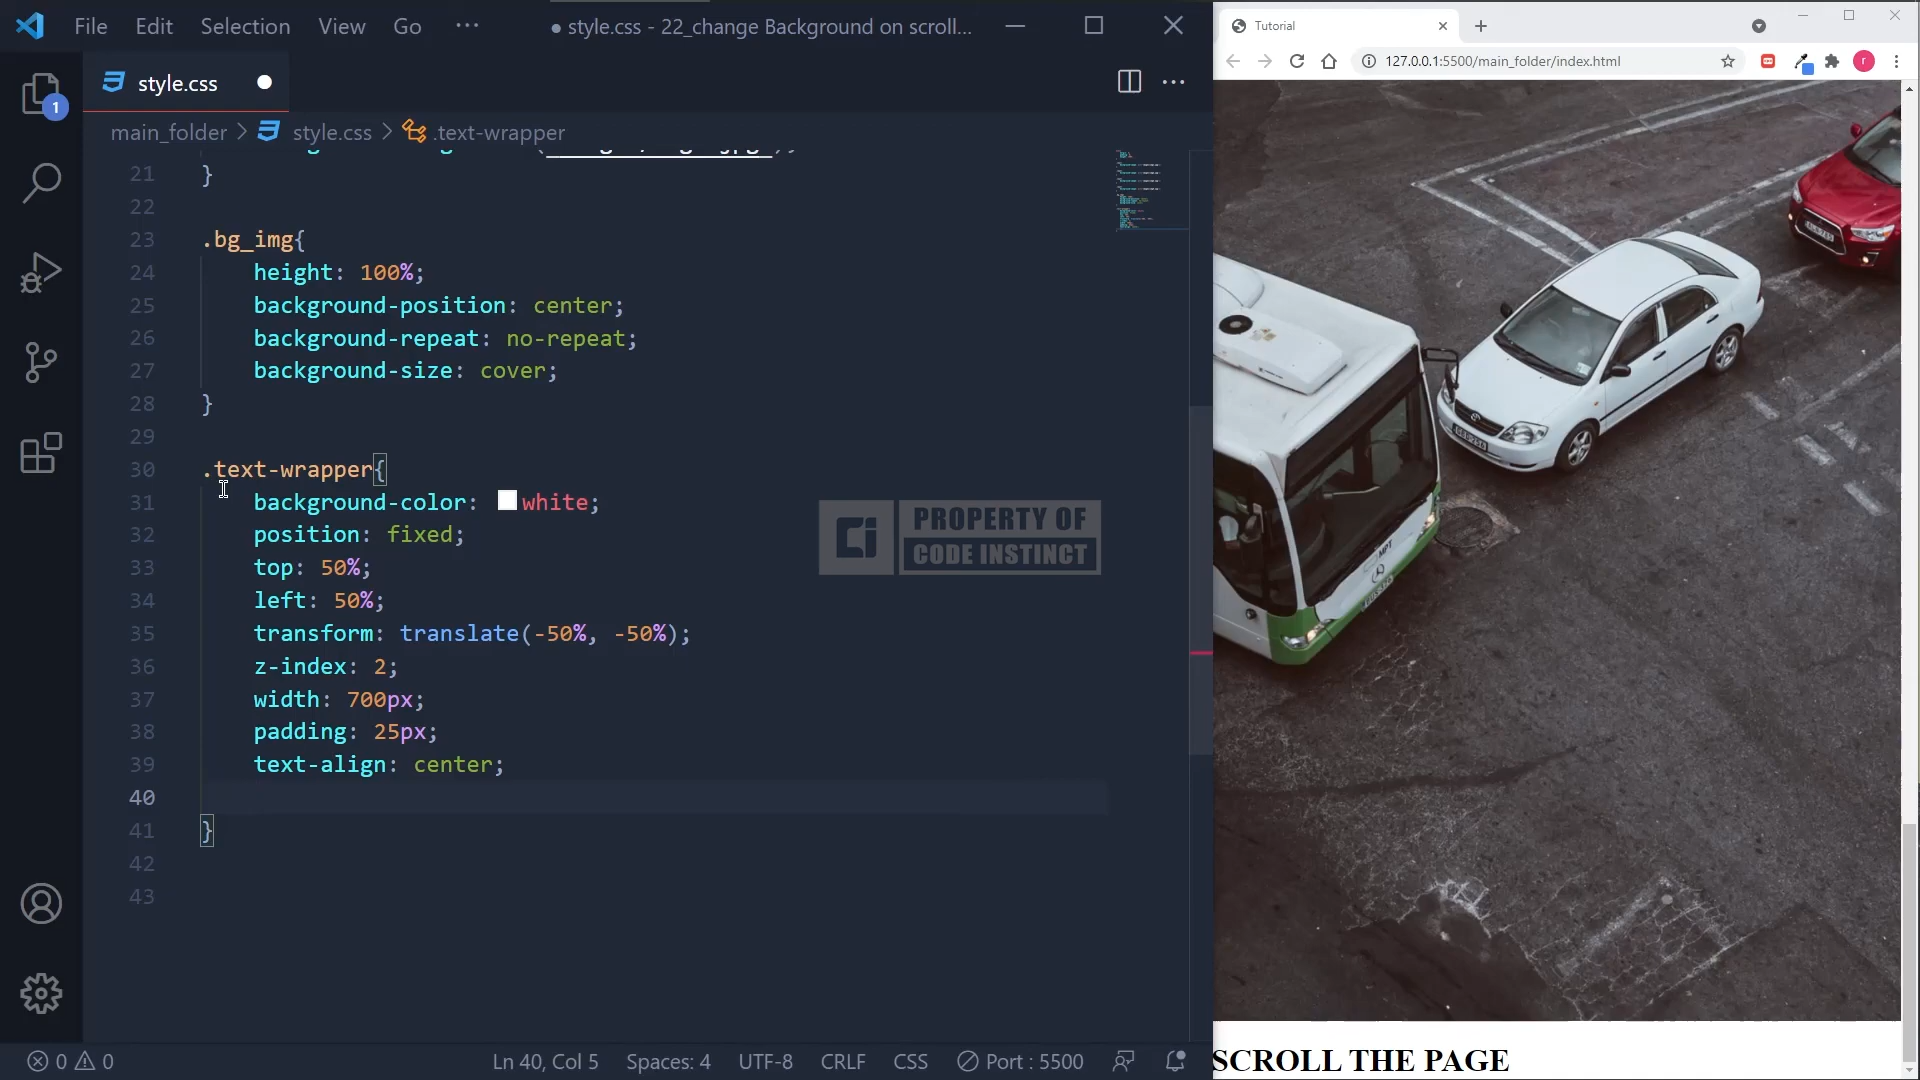 File Edit Selection View Go ···
● style.css - 22_change Background on scroll...
style.css
1
main_folder > style.css > .text-wrapper
21 }
22
23 .bg_img{
24 height: 100%;
25 background-position: center;
26 background-repeat: no-repeat;
27 background-size: cover;
28 }
29
30 .text-wrapper{
31 background-color: white;
32 position: fixed;
33 top: 50%;
34 left: 50%;
35 transform: translate(-50%, -50%);
36 z-index: 2;
37 width: 700px;
38 padding: 25px;
39 text-align: center;
40
41 }
42
43
Ci PROPERTY OF
CODE INSTINCT
0 0
Ln 40, Col 5 Spaces: 4 UTF-8 CRLF CSS Port : 5500
Tutorial
127.0.0.1:5500/main_folder/index.html
r
SCROLL THE PAGE